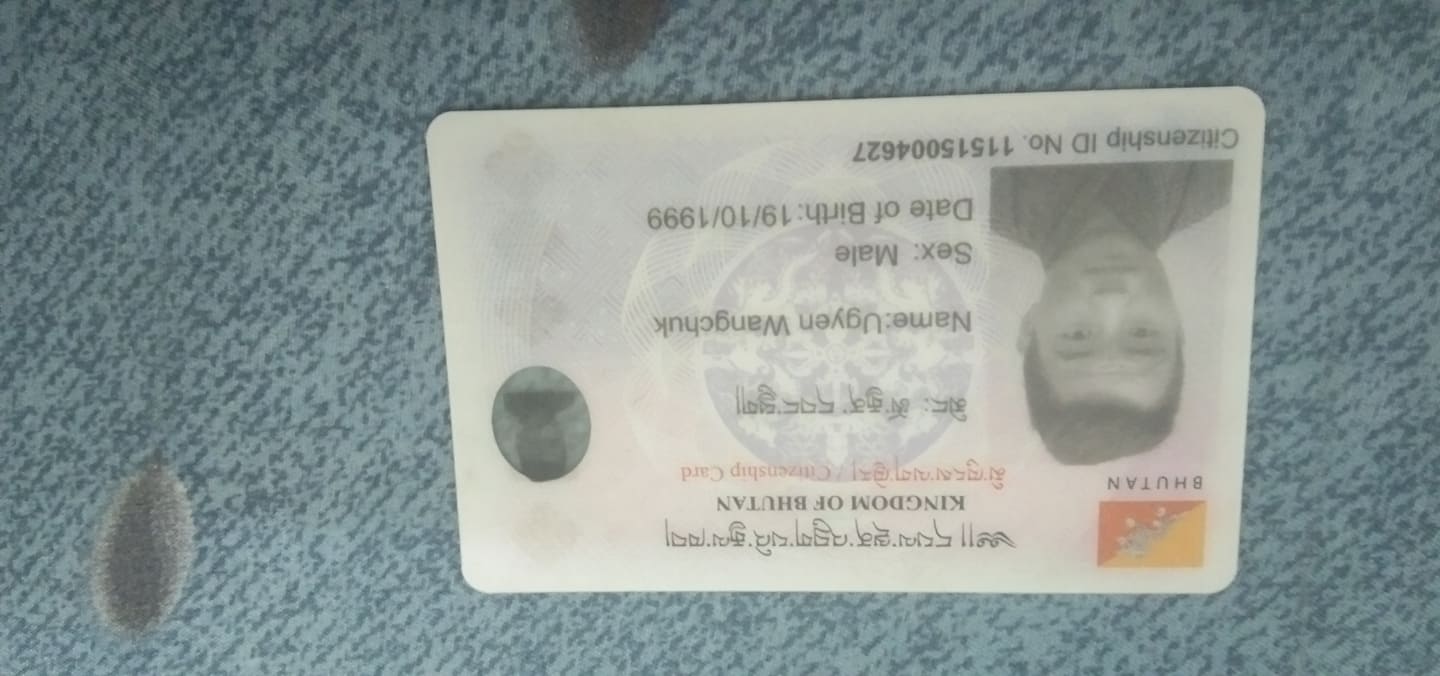 ༄༅།། དཔལ་ལྡན་འབྲུག་པའི་རྒྱལ་ཁབ།
KINGDOM OF BHUTAN
BHUTAN
མི་ཁུངས་ལག་ཁྱེར། / Citizenship Card
མིང་: ཨོ་རྒྱན་ དབང་ཕྱུག།
Name:Ugyen Wangchuk
Sex: Male
Date of Birth:19/10/1999
Citizenship ID No. 11515004627